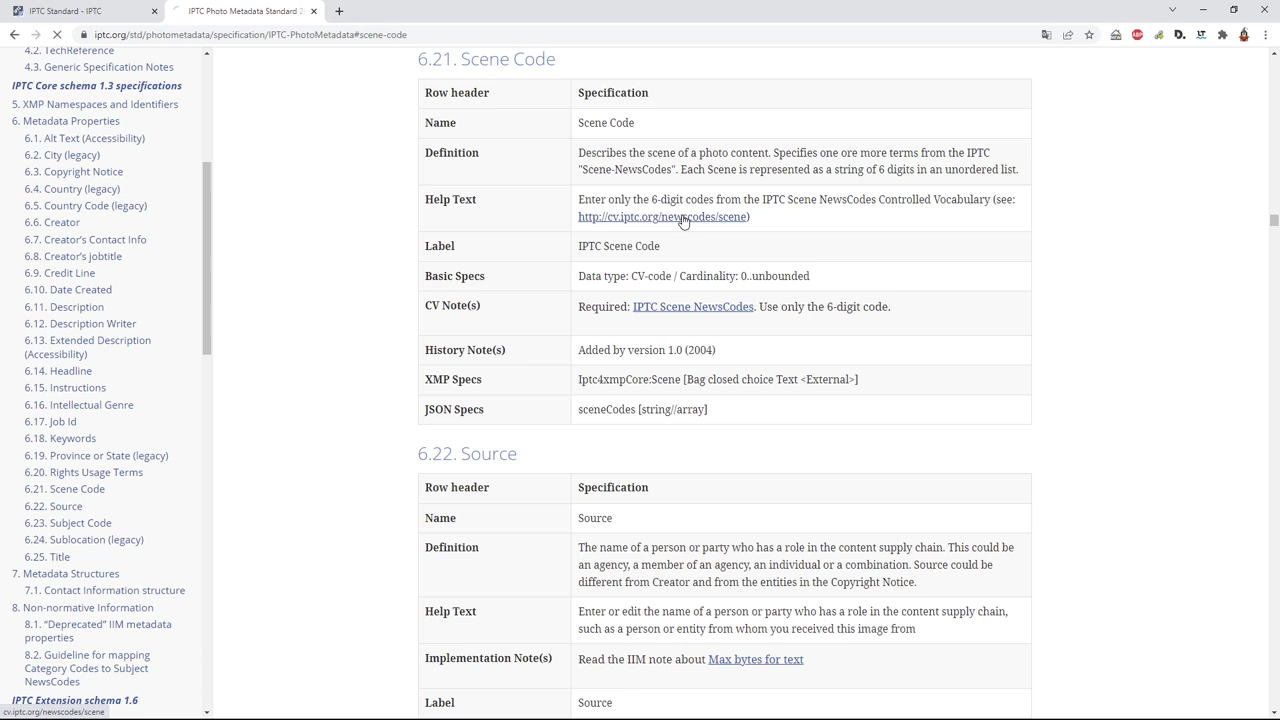 IPTC Standard - IPTC
IPTC Photo Metadata Standard 2
iptc.org/std/photometadata/specification/IPTC-PhotoMetadata#scene-code
4.2. TechReference
4.3. Generic Specification Notes
IPTC Core schema 1.3 specifications
5. XMP Namespaces and Identifiers
6. Metadata Properties
6.1. Alt Text (Accessibility)
6.2. City (legacy)
6.3. Copyright Notice
6.4. Country (legacy)
6.5. Country Code (legacy)
6.6. Creator
6.7. Creator's Contact Info
6.8. Creator's jobtitle
6.9. Credit Line
6.10. Date Created
6.11. Description
6.12. Description Writer
6.13. Extended Description
(Accessibility)
6.14. Headline
6.15. Instructions
6.16. Intellectual Genre
6.17. Job Id
6.18. Keywords
6.19. Province or State (legacy)
6.20. Rights Usage Terms
6.21. Scene Code
6.22. Source
6.23. Subject Code
6.24. Sublocation (legacy)
6.25. Title
7. Metadata Structures
7.1. Contact Information structure
8. Non-normative Information
8.1. “Deprecated” IIM metadata
properties
8.2. Guideline for mapping
Category Codes to Subject
NewsCodes
IPTC Extension schema 1.6
cv.iptc.org/newscodes/scene
6.21. Scene Code
Row header Specification
Name Scene Code
Definition Describes the scene of a photo content. Specifies one ore more terms from the IPTC
"Scene-NewsCodes". Each Scene is represented as a string of 6 digits in an unordered list.
Help Text Enter only the 6-digit codes from the IPTC Scene NewsCodes Controlled Vocabulary (see:
http://cv.iptc.org/newscodes/scene)
Label IPTC Scene Code
Basic Specs Data type: CV-code / Cardinality: 0..unbounded
CV Note(s) Required: IPTC Scene NewsCodes. Use only the 6-digit code.
History Note(s) Added by version 1.0 (2004)
XMP Specs Iptc4xmpCore:Scene [Bag closed choice Text <External>]
JSON Specs sceneCodes [string//array]
6.22. Source
Row header Specification
Name Source
Definition The name of a person or party who has a role in the content supply chain. This could be
an agency, a member of an agency, an individual or a combination. Source could be
different from Creator and from the entities in the Copyright Notice.
Help Text Enter or edit the name of a person or party who has a role in the content supply chain,
such as a person or entity from whom you received this image from
Implementation Note(s) Read the IIM note about Max bytes for text
Label Source